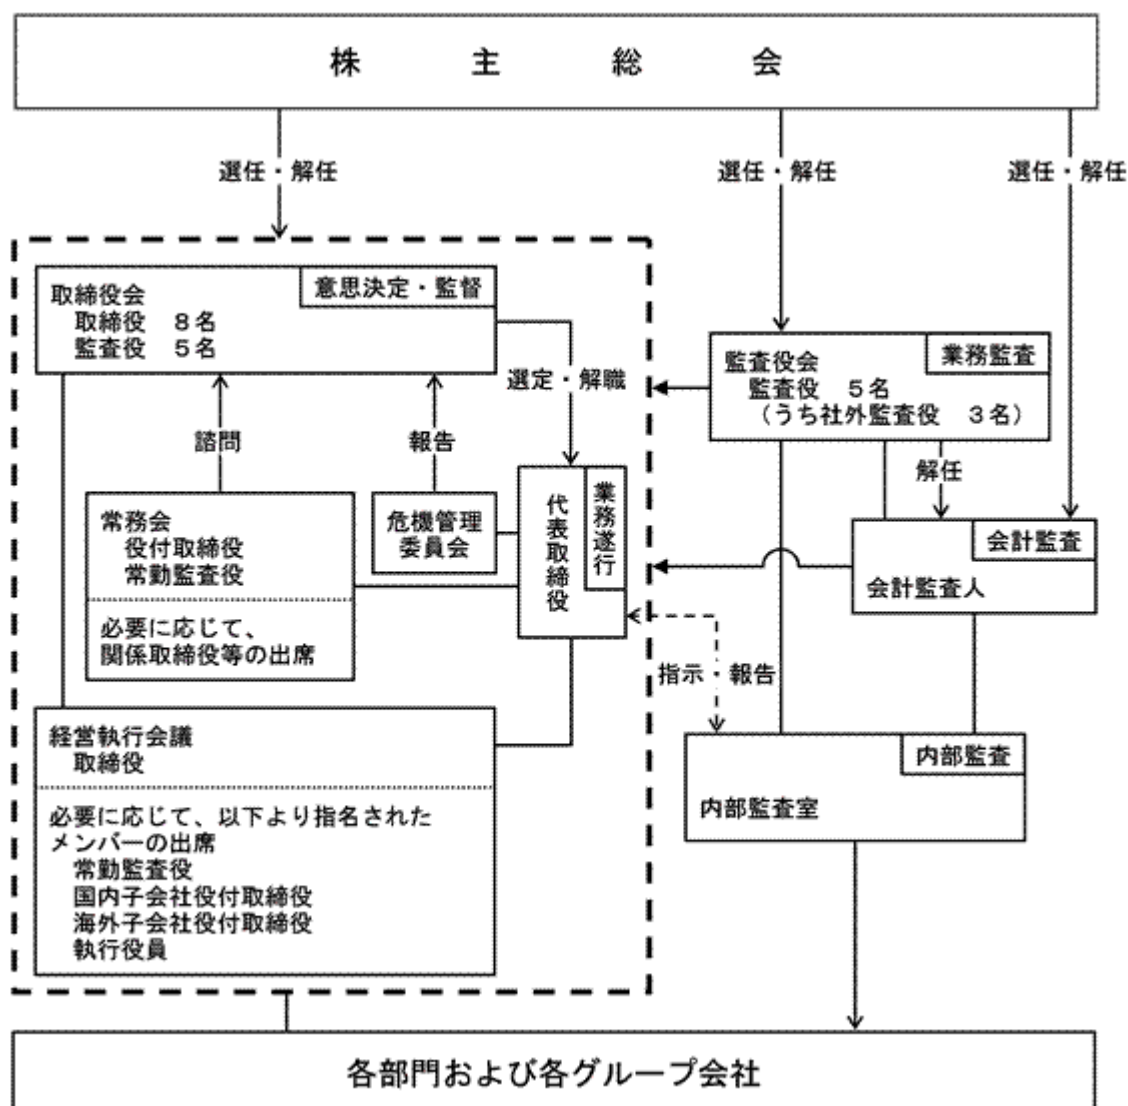 株主総会
選任・解任
選任・解任
選任・解任
意思決定・監督
取締役会
取締役　８名
監査役　５名
選定・解職
業務監査
監査役会
監査役　５名
（うち社外監査役　３名）
諮問
報告
解任
常務会
役付取締役
常勤監査役
必要に応じて、
関係取締役等の出席
危機管理
委員会
業務遂行
代表取締役
会計監査
会計監査人
指示・報告
経営執行会議
取締役
必要に応じて、以下より指名された
メンバーの出席
常勤監査役
国内子会社役付取締役
海外子会社役付取締役
執行役員
内部監査
内部監査室
各部門および各グループ会社